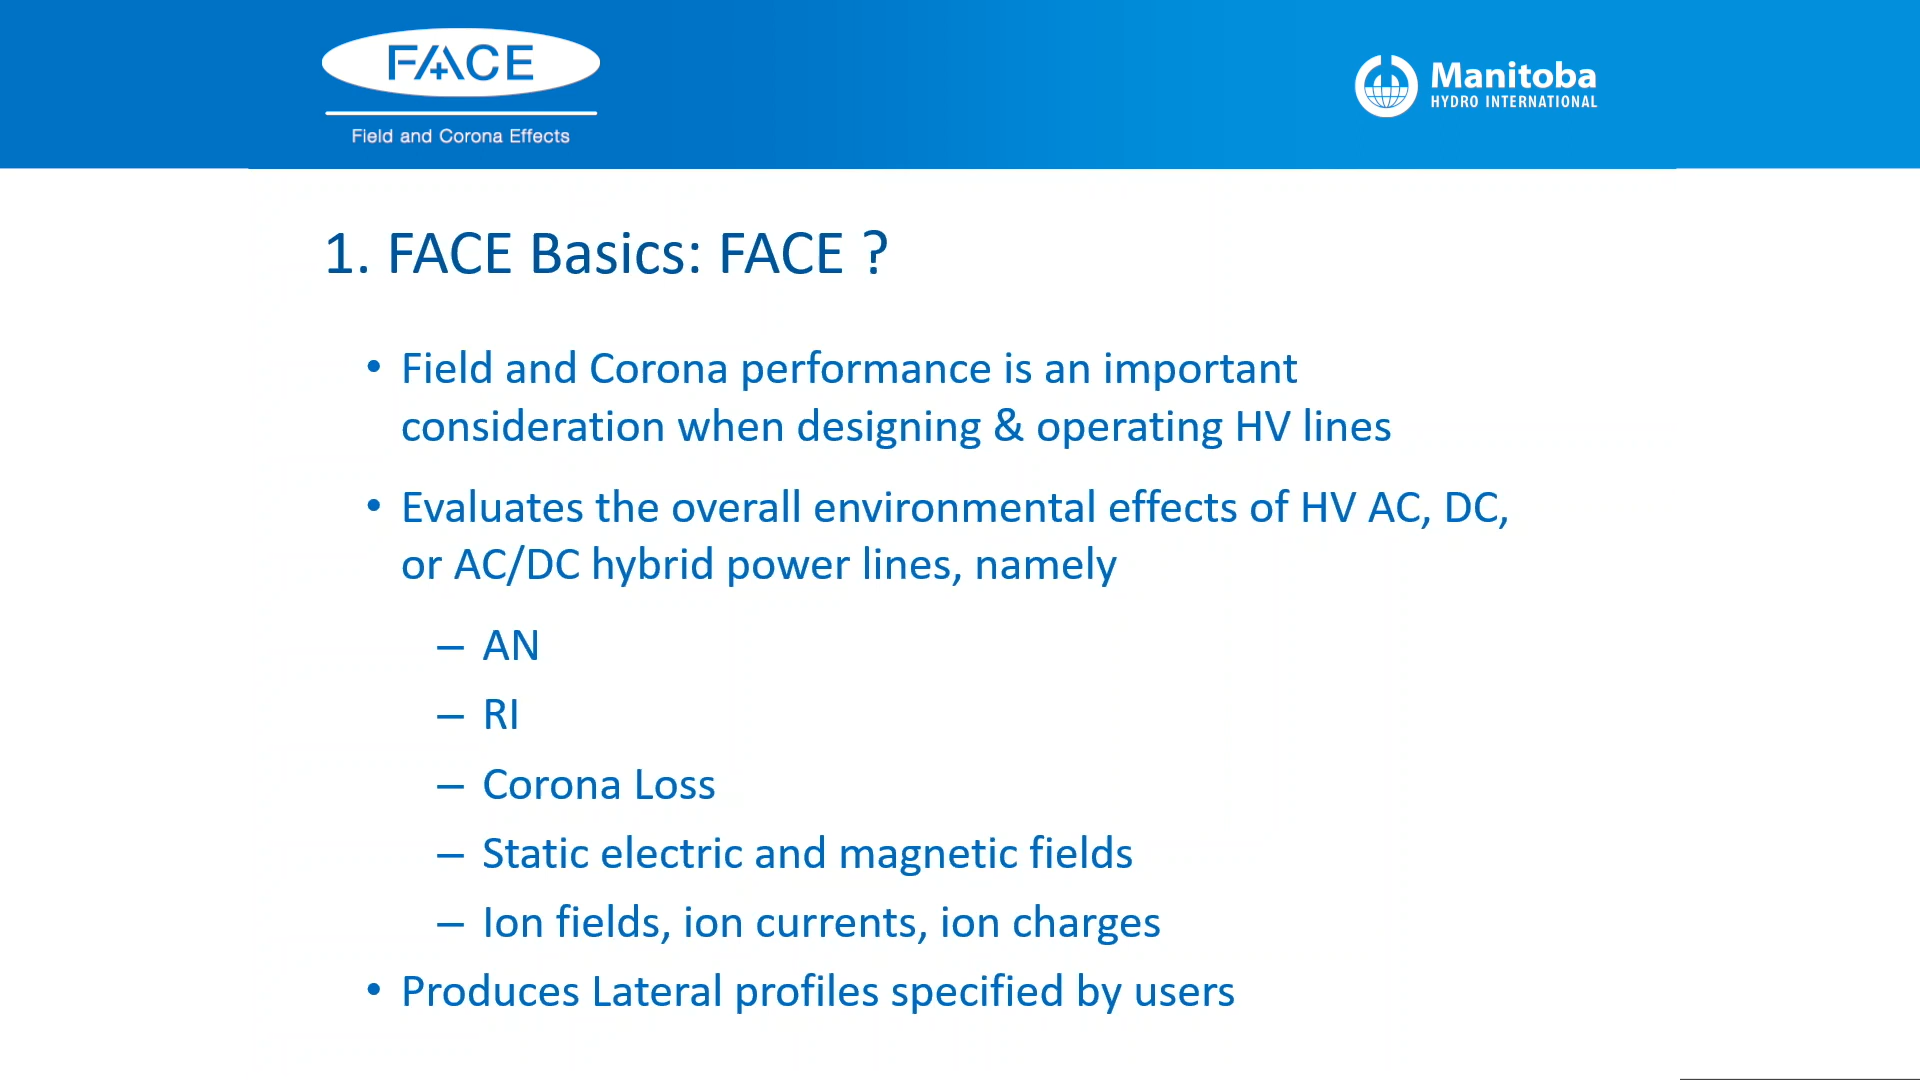 FACE
Field and Corona Effects
Manitoba
HYDRO INTERNATIONAL
1. FACE Basics: FACE ?
• Field and Corona performance is an important
consideration when designing & operating HV lines
• Evaluates the overall environmental effects of HV AC, DC,
or AC/DC hybrid power lines, namely
– AN
– RI
– Corona Loss
– Static electric and magnetic fields
– Ion fields, ion currents, ion charges
• Produces Lateral profiles specified by users